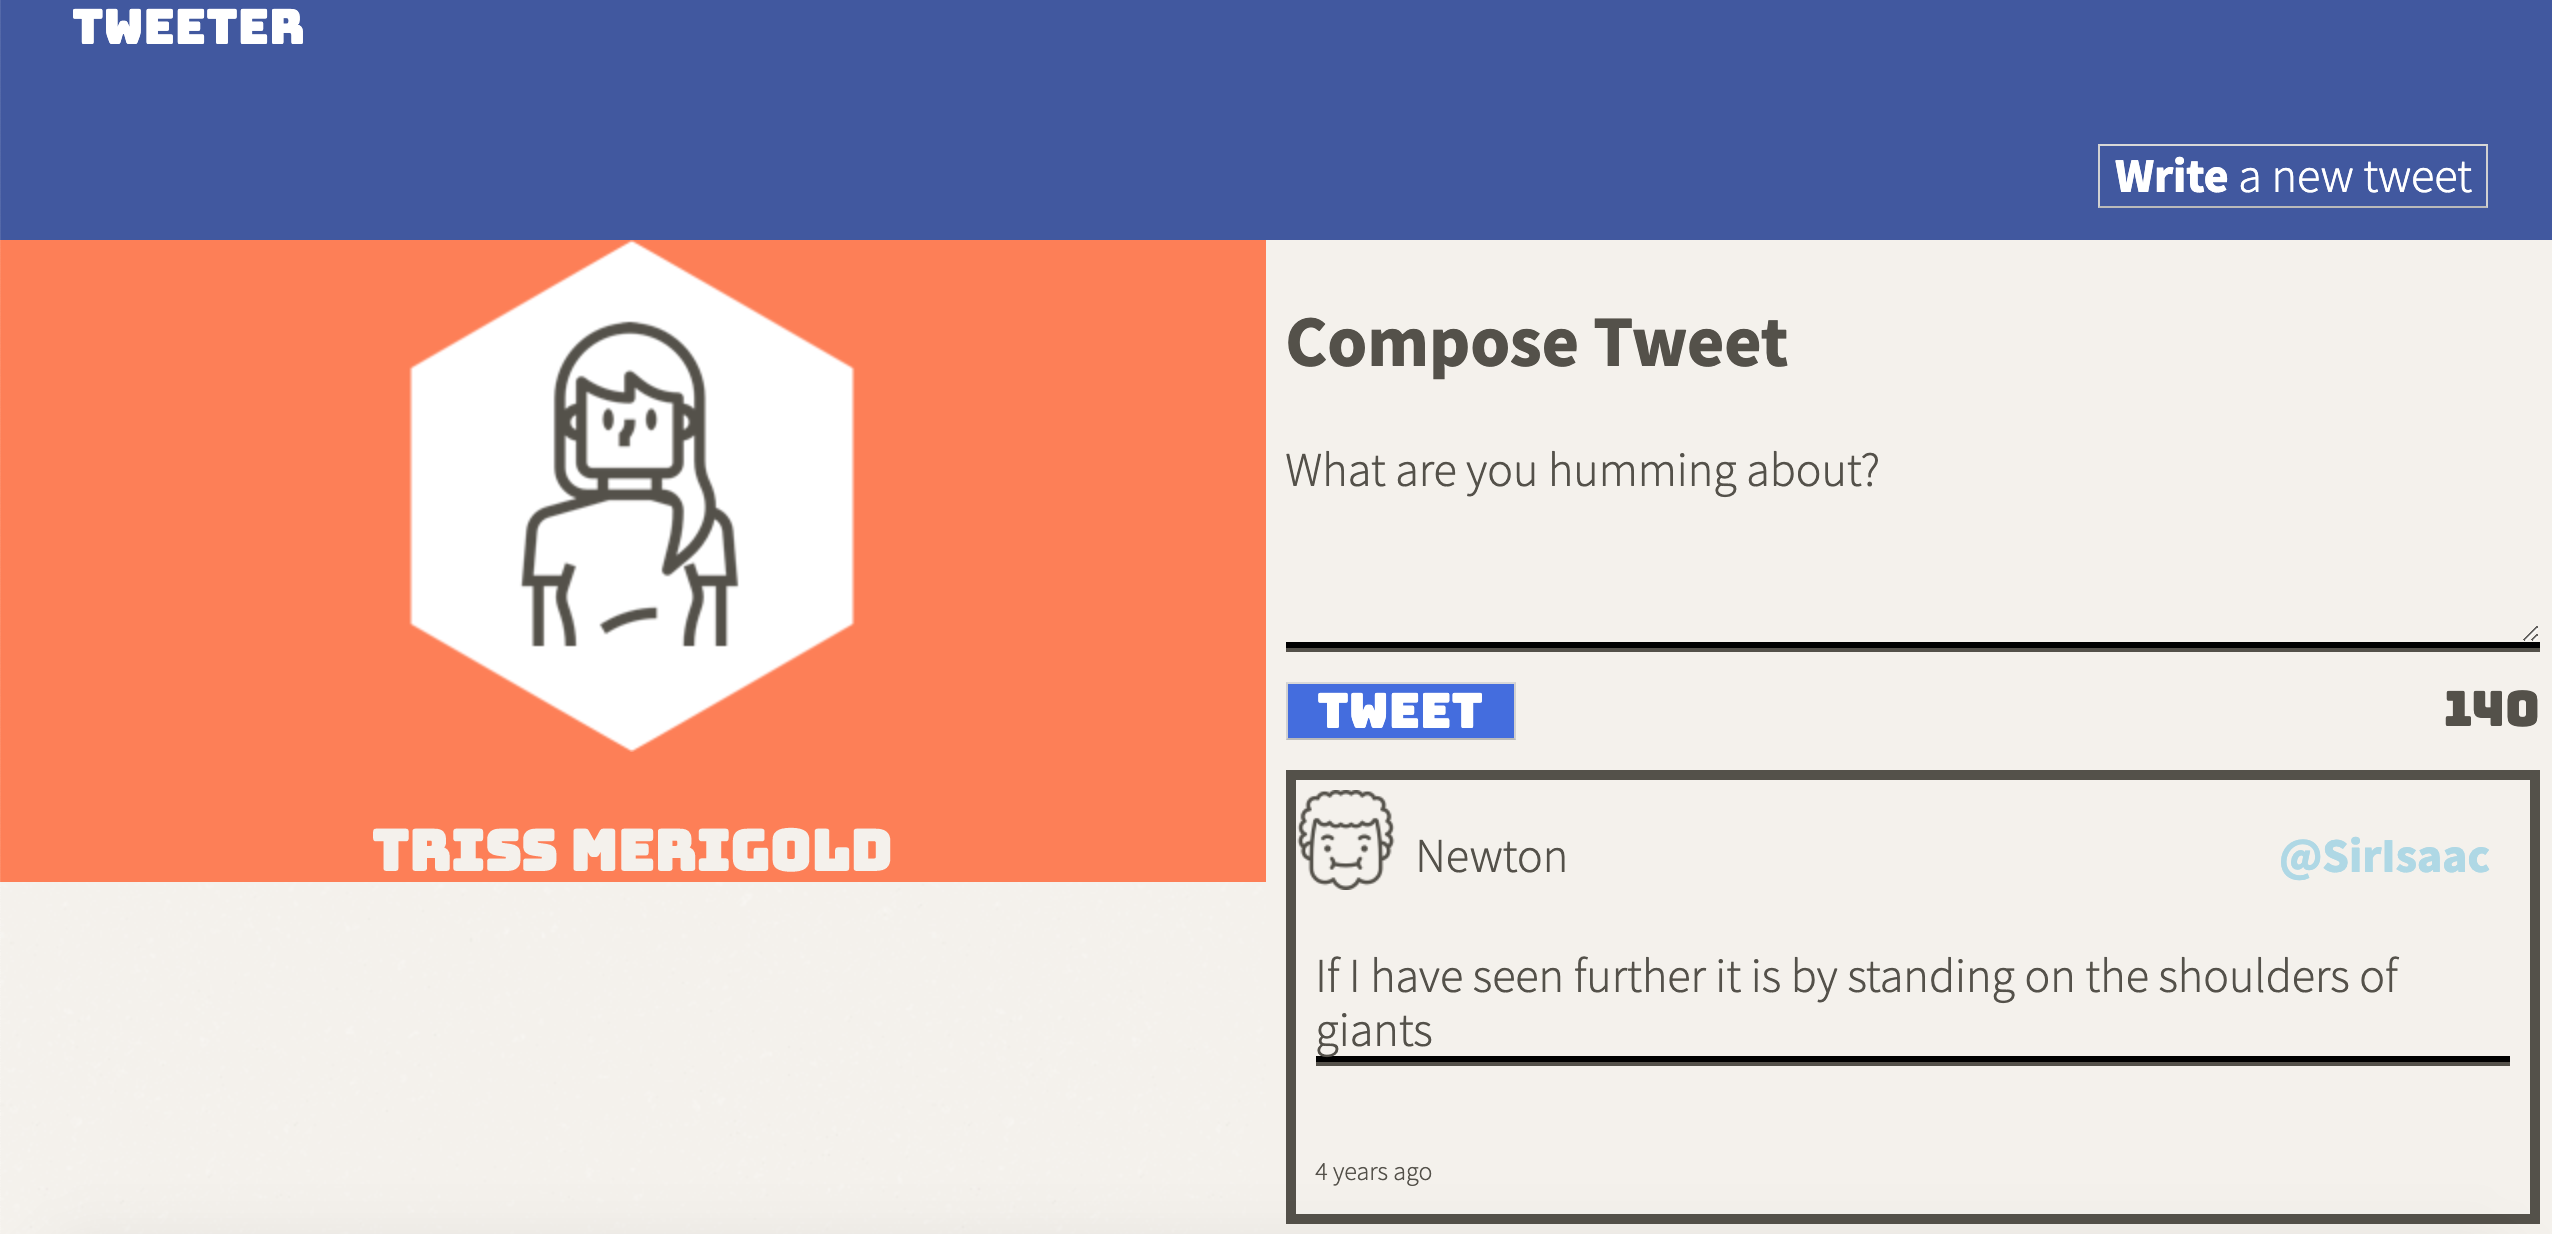 TWEETER
Write a new tweet
TRISS MERIGOLD
Compose Tweet
What are you humming about?
TWEET
140
Newton
@SirIsaac
If I have seen further it is by standing on the shoulders of
giants
4 years ago